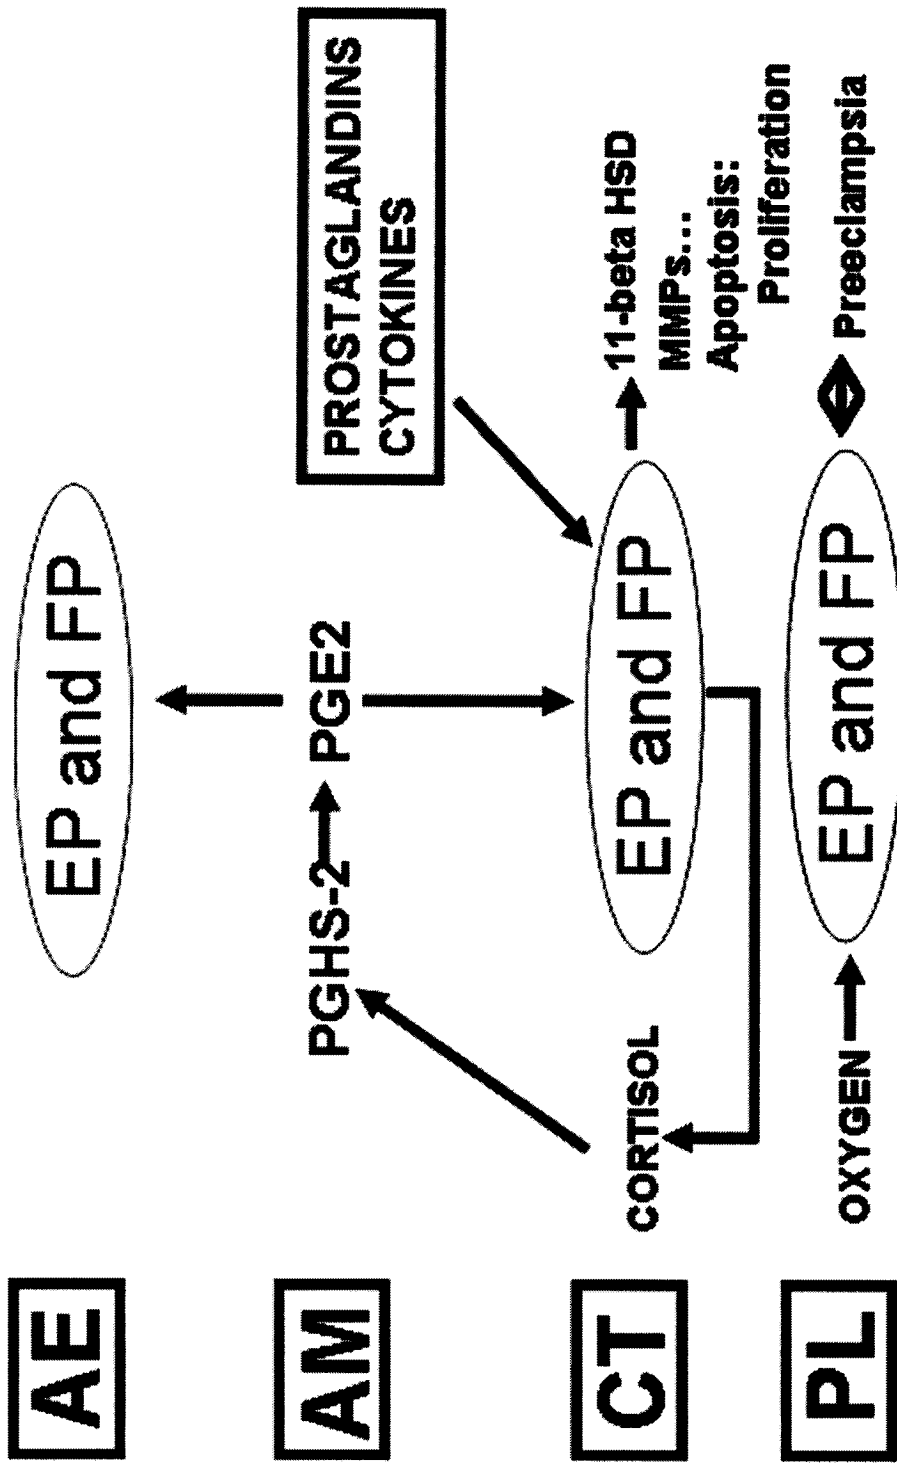 AE
EP and FP
AM
PGHS-2
PGE2
PROSTAGLANDINS
CYTOKINES
CT
CORTISOL
EP and FP
11-beta HSD
MMPs...
Apoptosis:
Proliferation
PL
OXYGEN
EP and FP
Preeclampsia